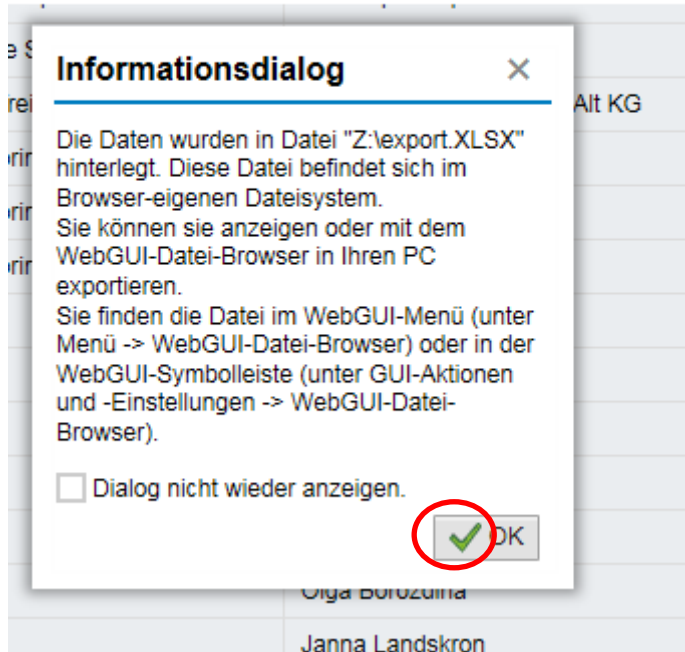 e S
Informationsdialog
rei
Alt KG
Die Daten wurden in Datei "Z:\export.XLSX"
hinterlegt. Diese Datei befindet sich im
Browser-eigenen Dateisystem.
Sie können sie anzeigen oder mit dem
WebGUI-Datei-Browser in Ihren PC
exportieren.
Sie finden die Datei im WebGUI-Menü (unter
Menü -> WebGUI-Datei-Browser) oder in der
WebGUI-Symbolleiste (unter GUI-Aktionen
und -Einstellungen -> WebGUI-Datei-
Browser).
Dialog nicht wieder anzeigen.
OK
Olga Borozdina
Janna Landskron